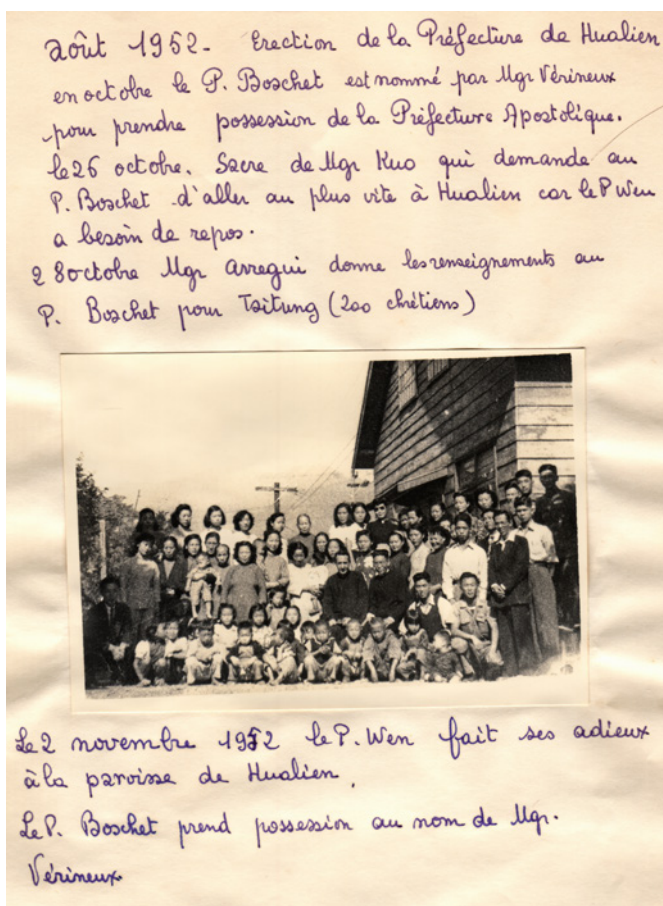 août 1952 - Erection de la Préfecture de Hualien
en octobre le P. Boschet est nommé par Mgr Vérineux
pour prendre possession de la Préfecture Apostolique.
le 26 octobre. Sacre de Mgr Kuo qui demande au
P. Boschet d'aller au plus vite à Hualien car le P Wen
a besoin de repos.
28 octobre Mgr Arregui donne les renseignements au
P. Boschet pour Taitung (200 chrétiens)
Le 2 novembre 1952 le P. Wen fait ses adieux
à la paroisse de Hualien.
Le P. Boschet prend possession au nom de Mgr.
Vérineux.